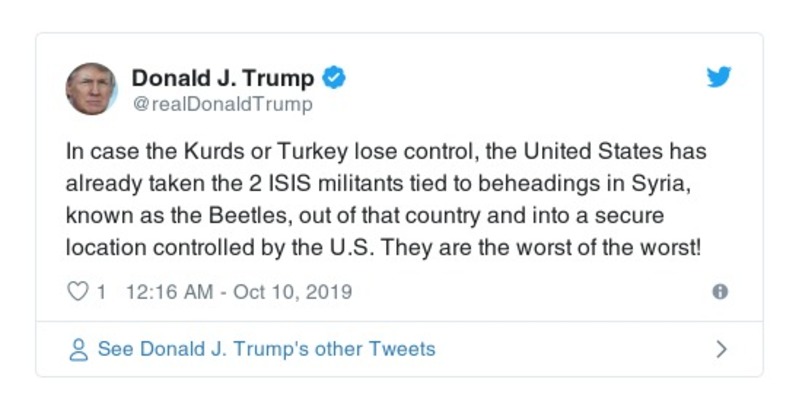 Donald J. Trump
@realDonaldTrump
In case the Kurds or Turkey lose control, the United States has
already taken the 2 ISIS militants tied to beheadings in Syria,
known as the Beetles, out of that country and into a secure
location controlled by the U.S. They are the worst of the worst!
1 12:16 AM - Oct 10, 2019
See Donald J. Trump's other Tweets